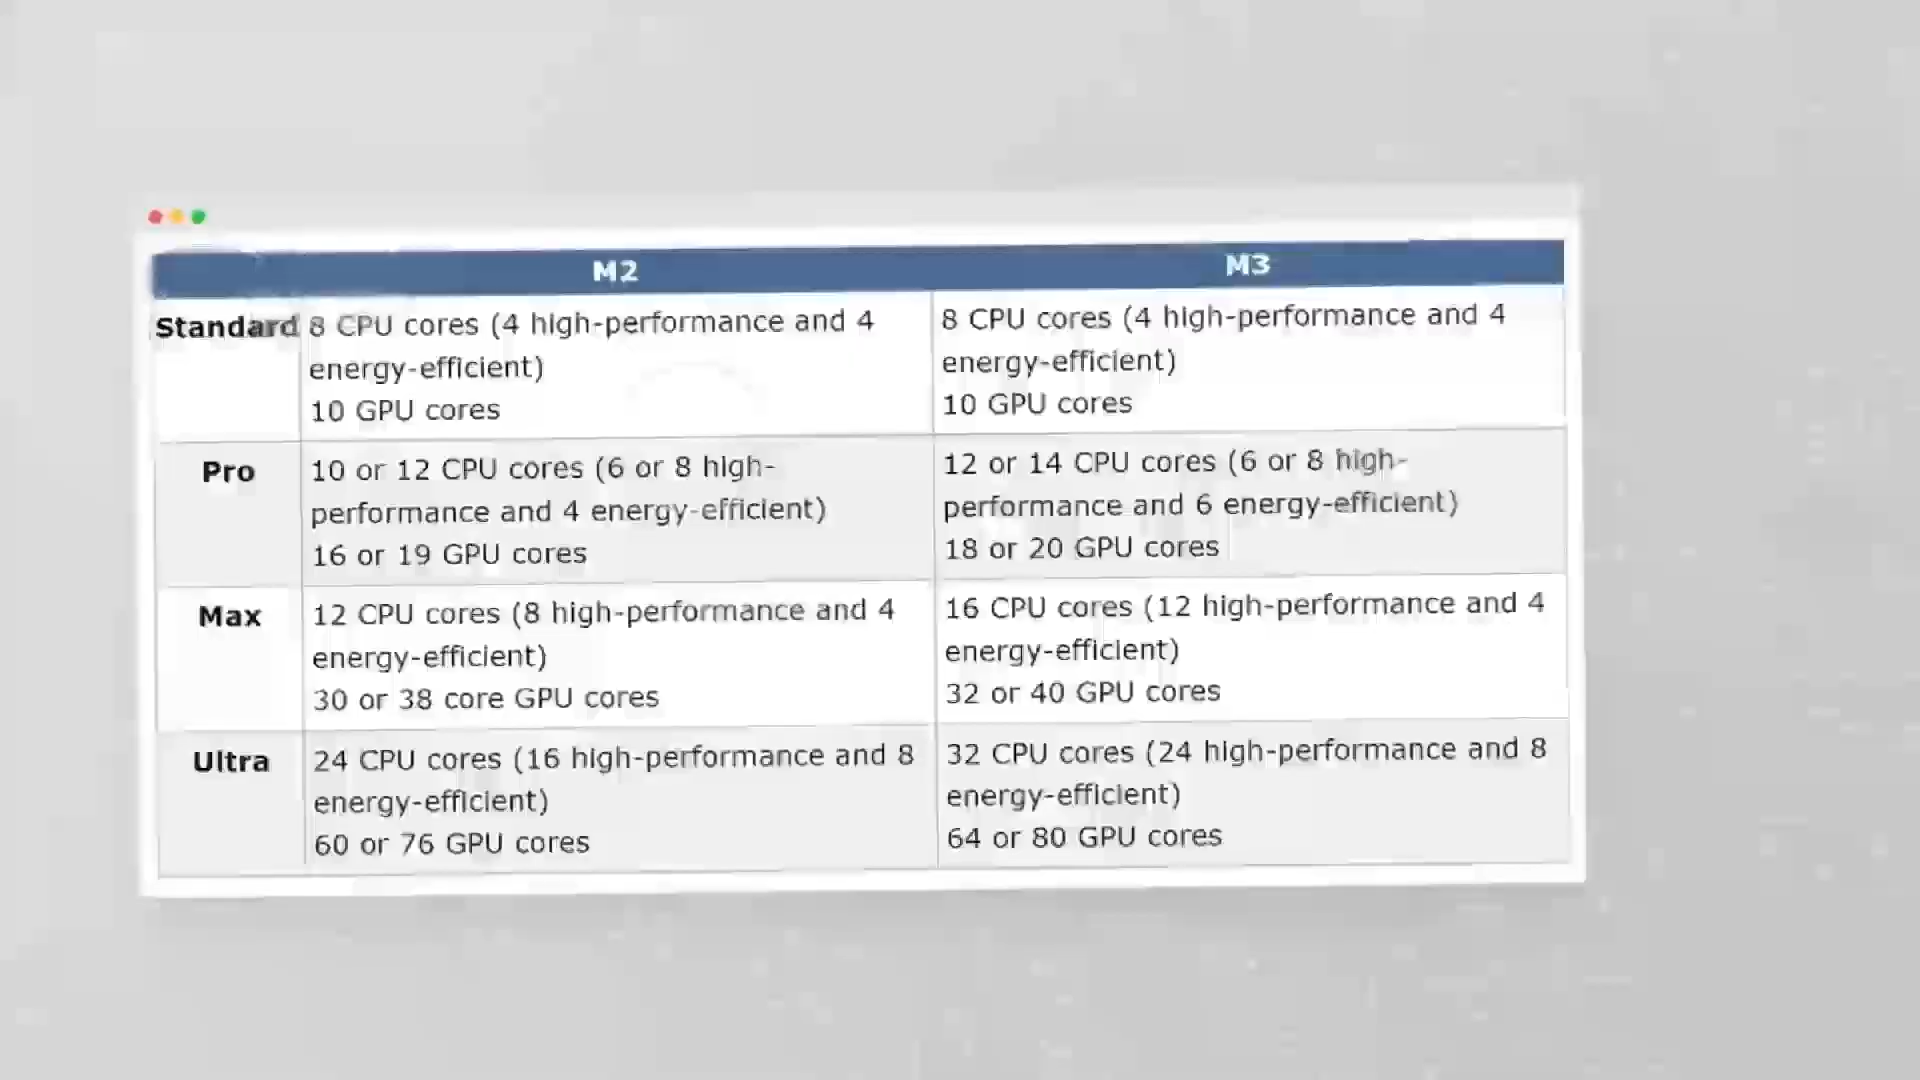 M2 M3
Standard 8 CPU cores (4 high-performance and 4 8 CPU cores (4 high-performance and 4
energy-efficient) energy-efficient)
10 GPU cores 10 GPU cores
Pro 10 or 12 CPU cores (6 or 8 high- 12 or 14 CPU cores (6 or 8 high-
performance and 4 energy-efficient) performance and 6 energy-efficient)
16 or 19 GPU cores 18 or 20 GPU cores
Max 12 CPU cores (8 high-performance and 4 16 CPU cores (12 high-performance and 4
energy-efficient) energy-efficient)
30 or 38 core GPU cores 32 or 40 GPU cores
Ultra 24 CPU cores (16 high-performance and 8 32 CPU cores (24 high-performance and 8
energy-efficient) energy-efficient)
60 or 76 GPU cores 64 or 80 GPU cores